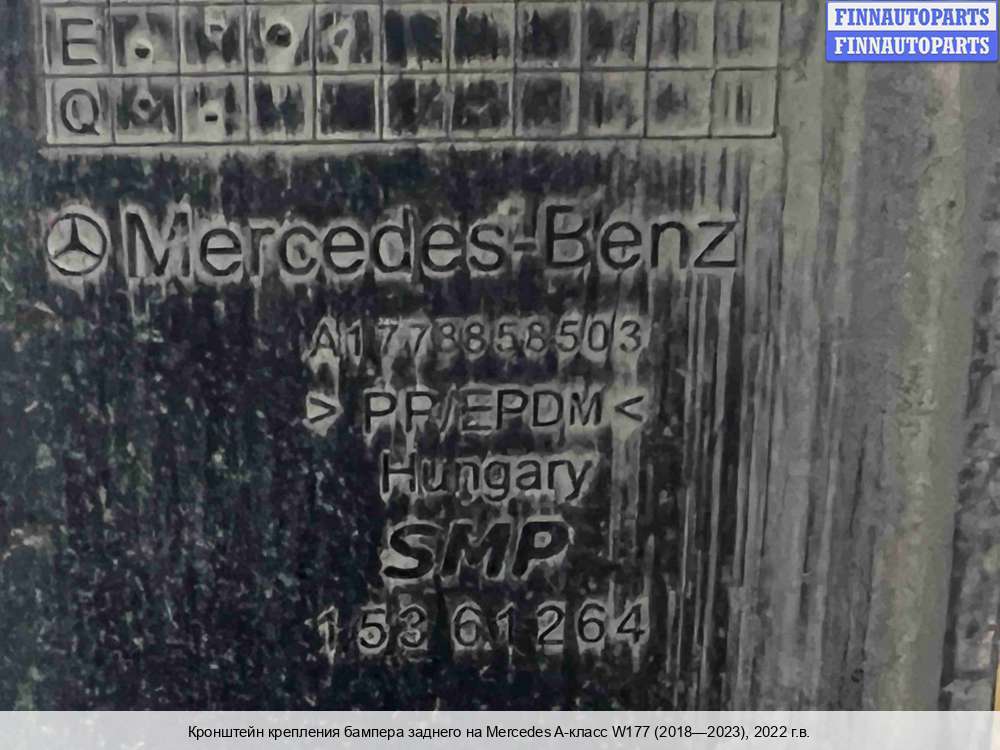 FINNAUTOPARTS
FINNAUTOPARTS
E
Q
Mercedes-Benz
A1778858503
> PP/EPDM <
Hungary
SMP
15361264
Кронштейн крепления бампера заднего на Mercedes A-класс W177 (2018—2023), 2022 г.в.